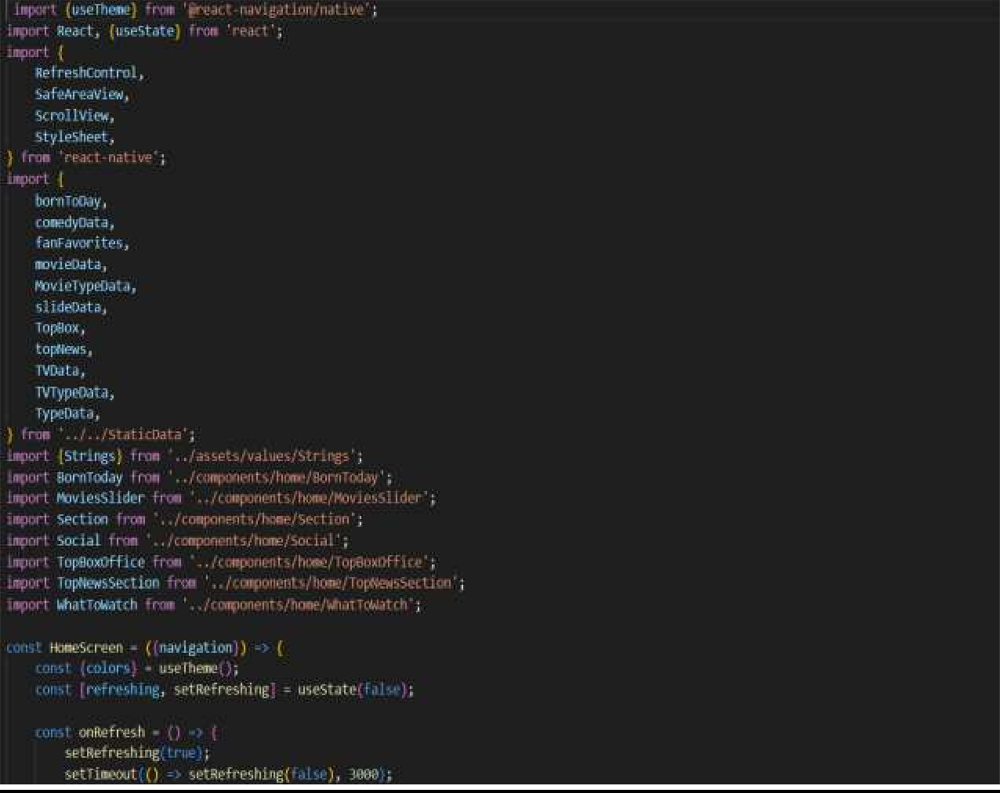 import {useTheme} from '@react-navigation/native';
import React, {useState} from 'react';
import {
    RefreshControl,
    SafeAreaView,
    ScrollView,
    StyleSheet,
} from 'react-native';
import {
    bornToDay,
    comedyData,
    fanFavorites,
    movieData,
    MovieTypeData,
    slideData,
    TopBox,
    topNews,
    TVData,
    TVTypeData,
    TypeData,
} from '../../StaticData';
import {Strings} from '../assets/values/Strings';
import BornToday from '../components/home/BornToday';
import MoviesSlider from '../components/home/MoviesSlider';
import Section from '../components/home/Section';
import Social from '../components/home/Social';
import TopBoxOffice from '../components/home/TopBoxOffice';
import TopNewsSection from '../components/home/TopNewsSection';
import WhatToWatch from '../components/home/WhatToWatch';
const HomeScreen = ({navigation}) => {
    const {colors} = useTheme();
    const [refreshing, setRefreshing] = useState(false);
    const onRefresh = () => {
        setRefreshing(true);
        setTimeout(() => setRefreshing(false), 3000);